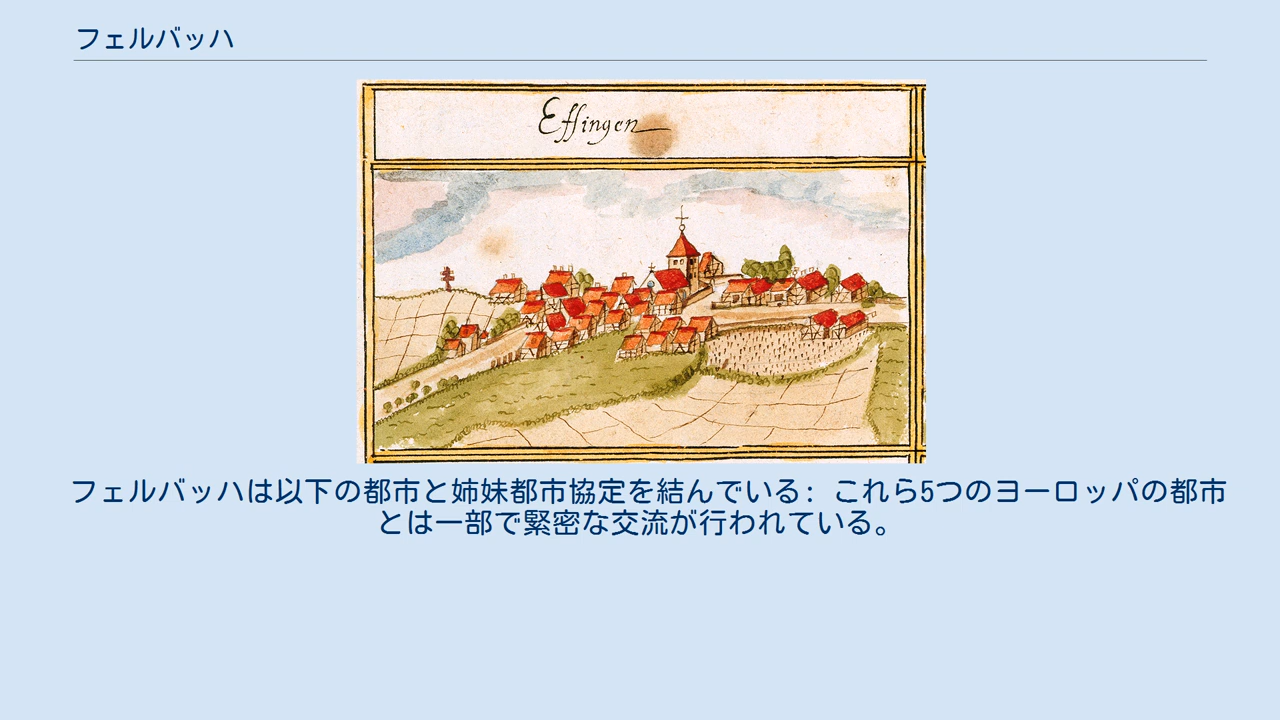 フェルバッハ
Effingen
フェルバッハは以下の都市と姉妹都市協定を結んでいる: これら5つのヨーロッパの都市
とは一部で緊密な交流が行われている。